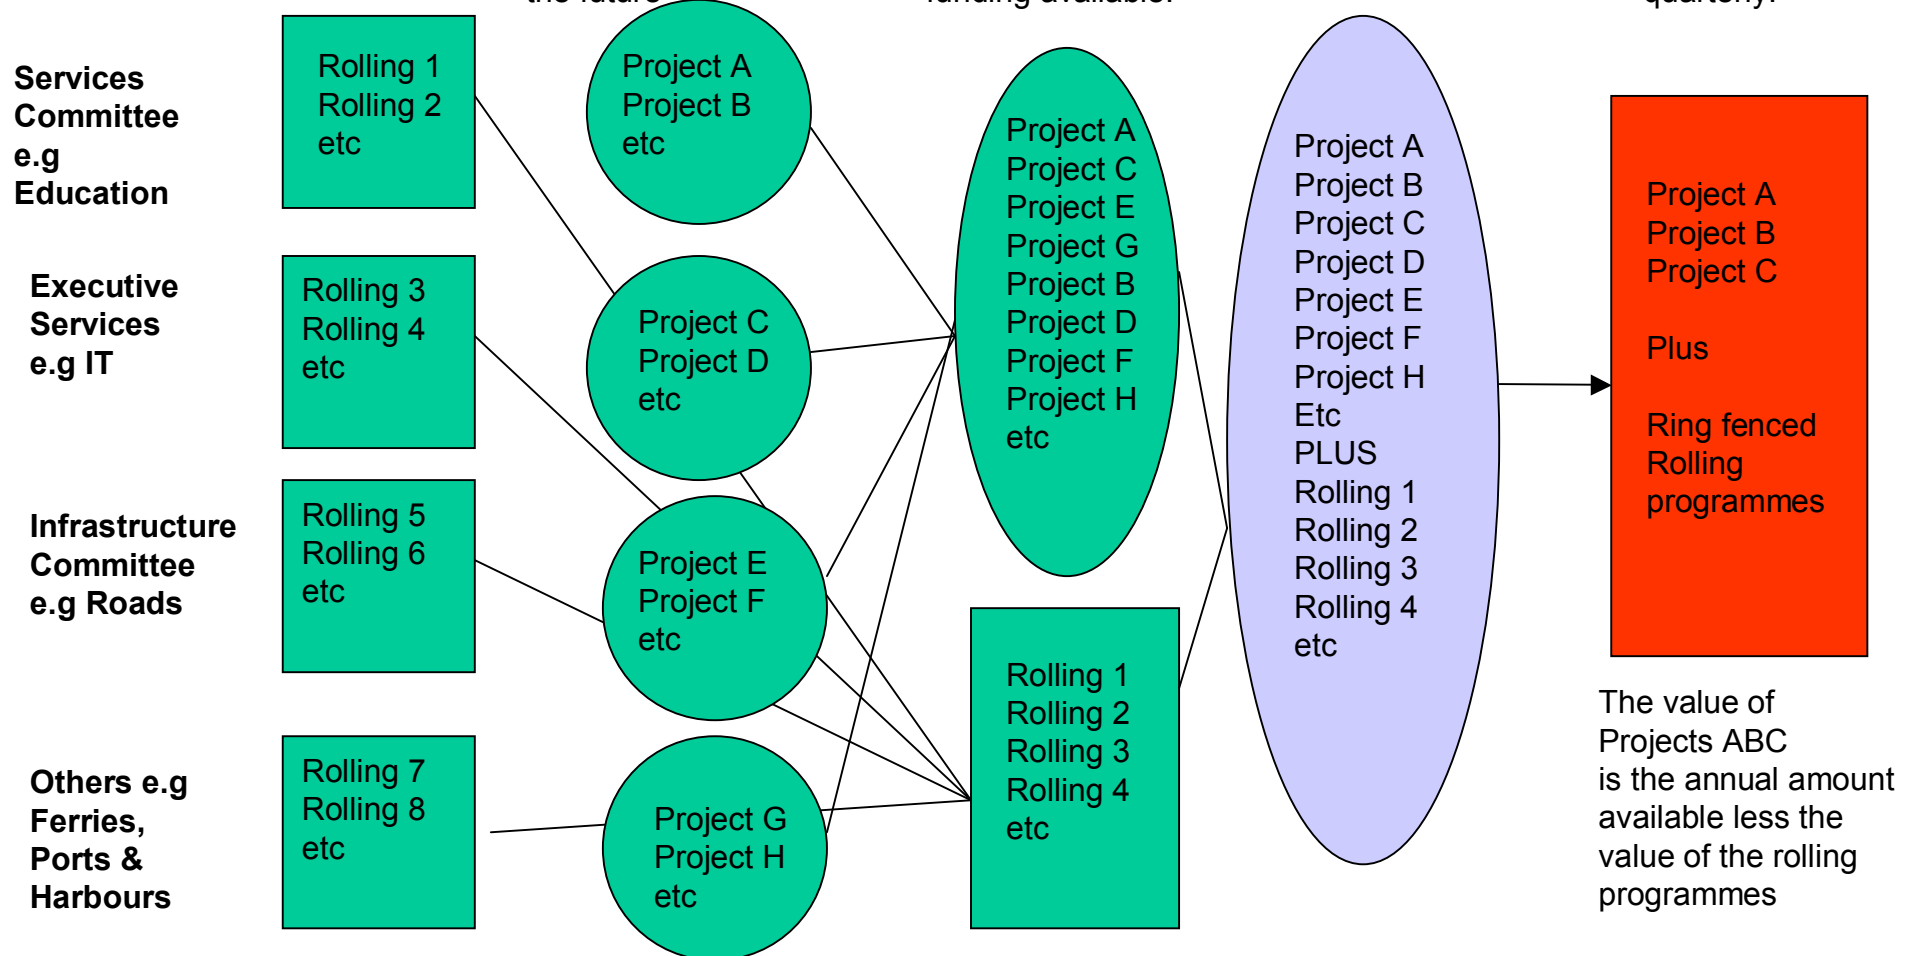 the future
funding available.
quarterly.
Services
Committee
e.g
Education
Rolling 1
Rolling 2
etc
Project A
Project B
etc
Executive
Services
e.g IT
Rolling 3
Rolling 4
etc
Project C
Project D
etc
Infrastructure
Committee
e.g Roads
Rolling 5
Rolling 6
etc
Project E
Project F
etc
Others e.g
Ferries,
Ports &
Harbours
Rolling 7
Rolling 8
etc
Project G
Project H
etc
Project A
Project C
Project E
Project G
Project B
Project D
Project F
Project H
etc
Rolling 1
Rolling 2
Rolling 3
Rolling 4
etc
Project A
Project B
Project C
Project D
Project E
Project F
Project H
Etc
PLUS
Rolling 1
Rolling 2
Rolling 3
Rolling 4
etc
Project A
Project B
Project C
Plus
Ring fenced
Rolling
programmes
The value of
Projects ABC
is the annual amount
available less the
value of the rolling
programmes